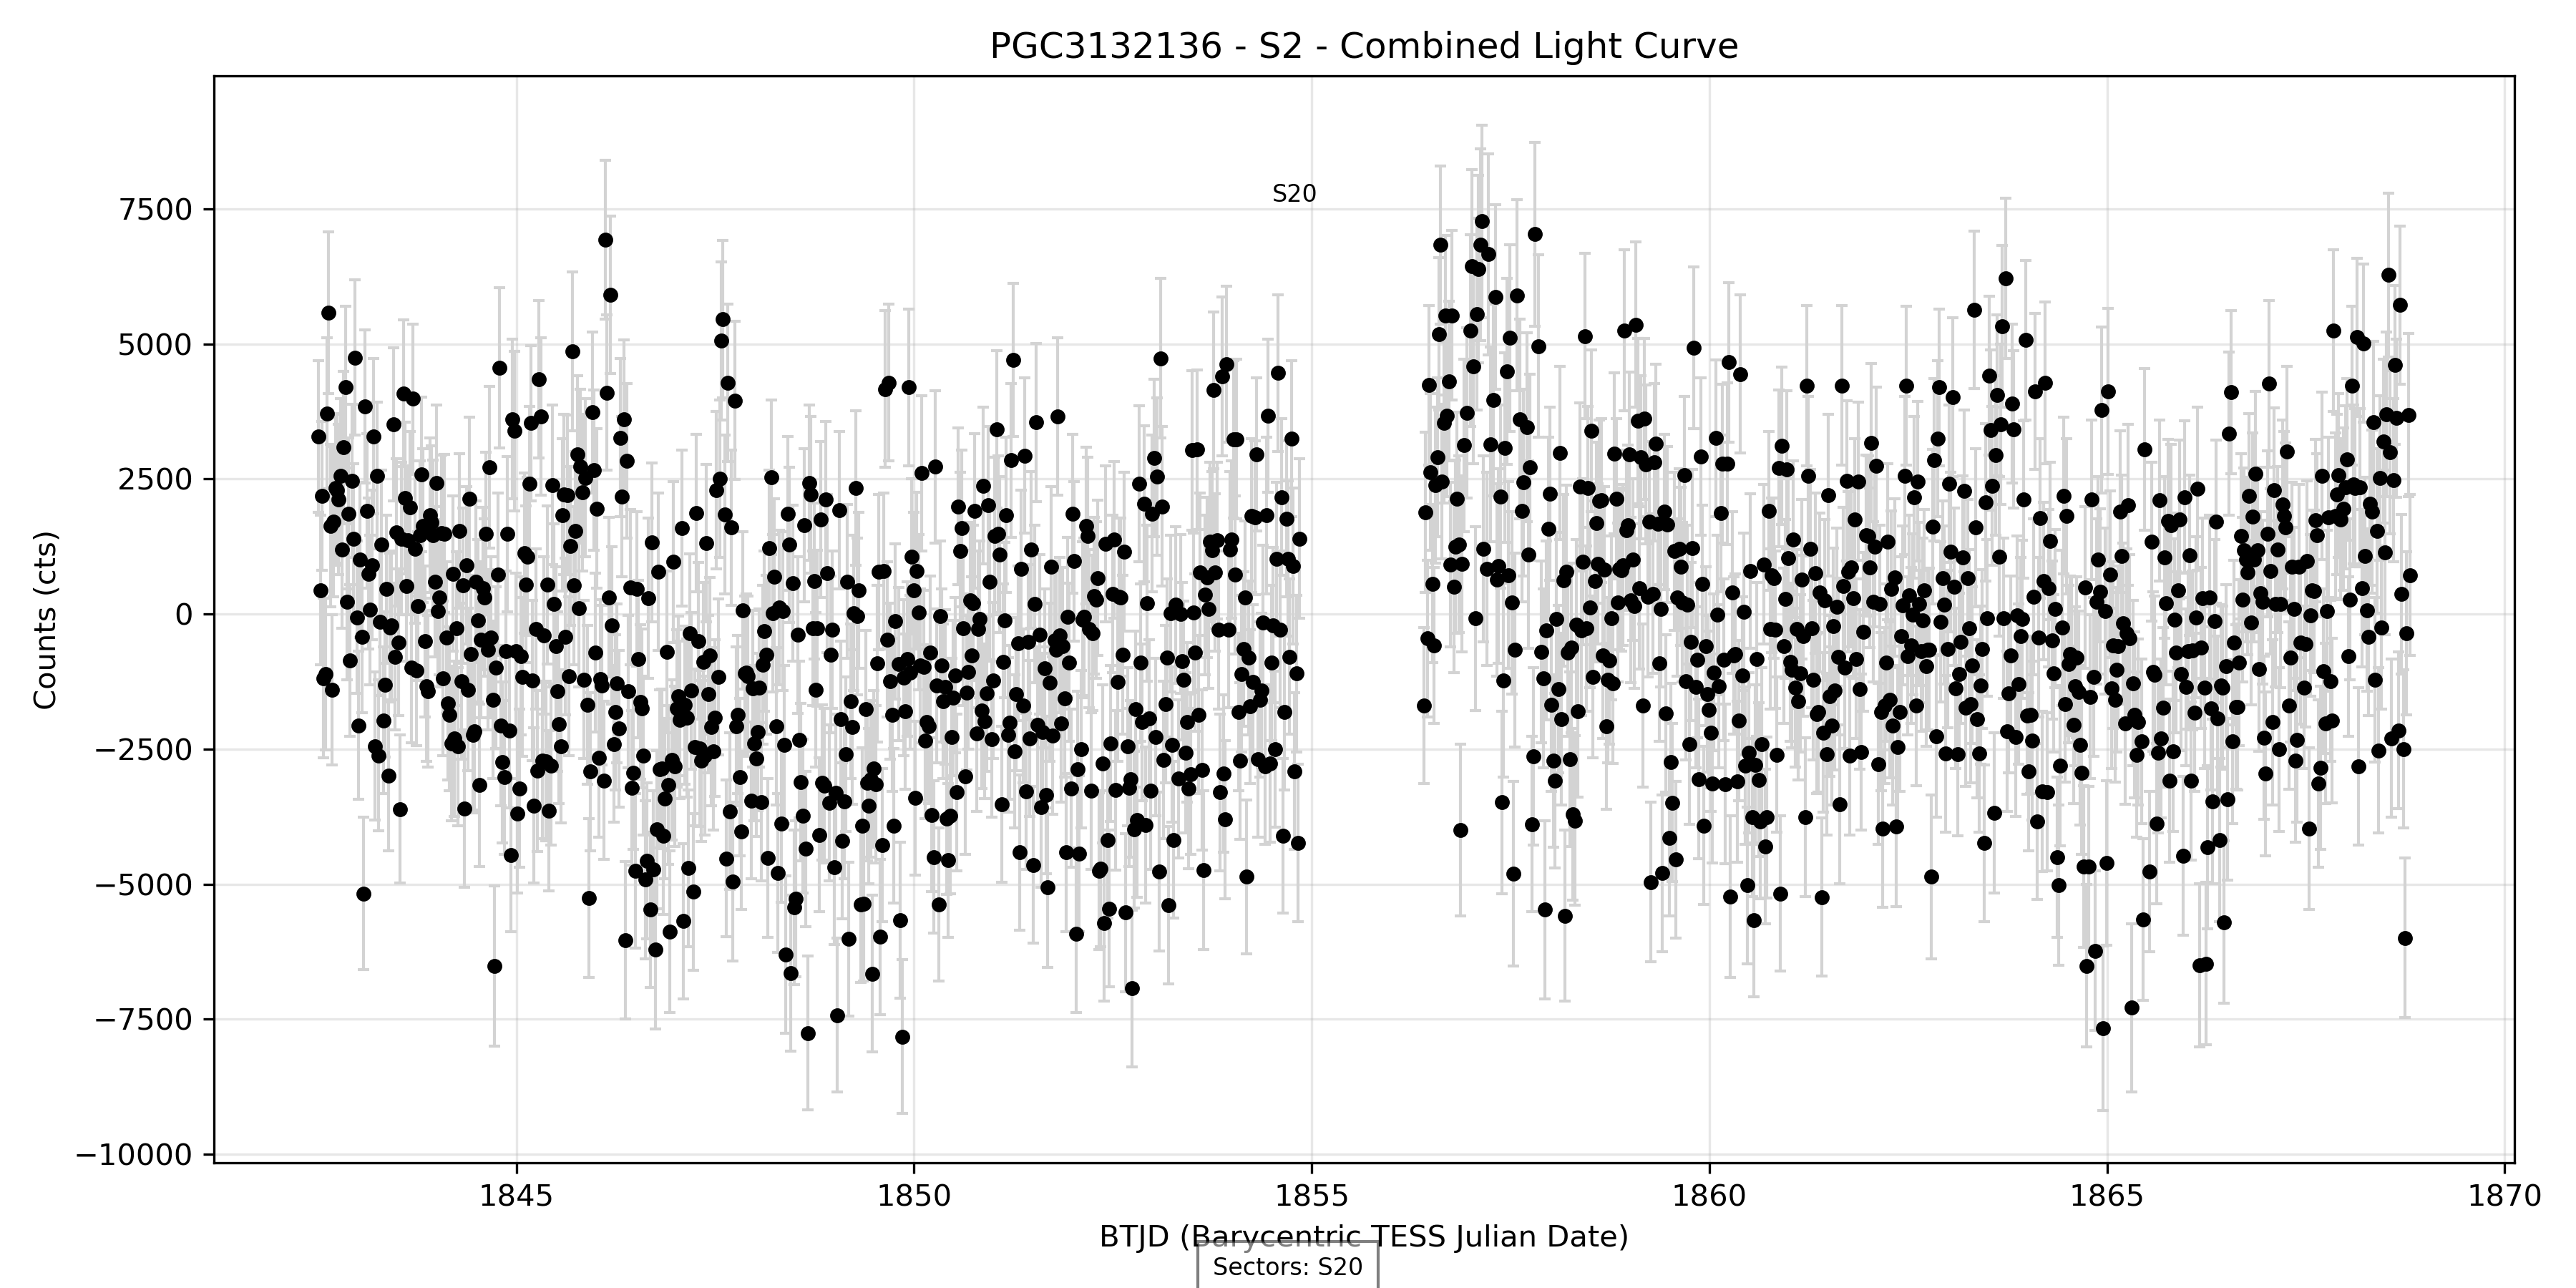 PGC3132136 - S2 - Combined Light Curve
S20
7500
5000
2500
0
−2500
−5000
−7500
−10000
Counts (cts)
1845 1850 1855 1860 1865 1870
BTJD (Barycentric TESS Julian Date)
Sectors: S20